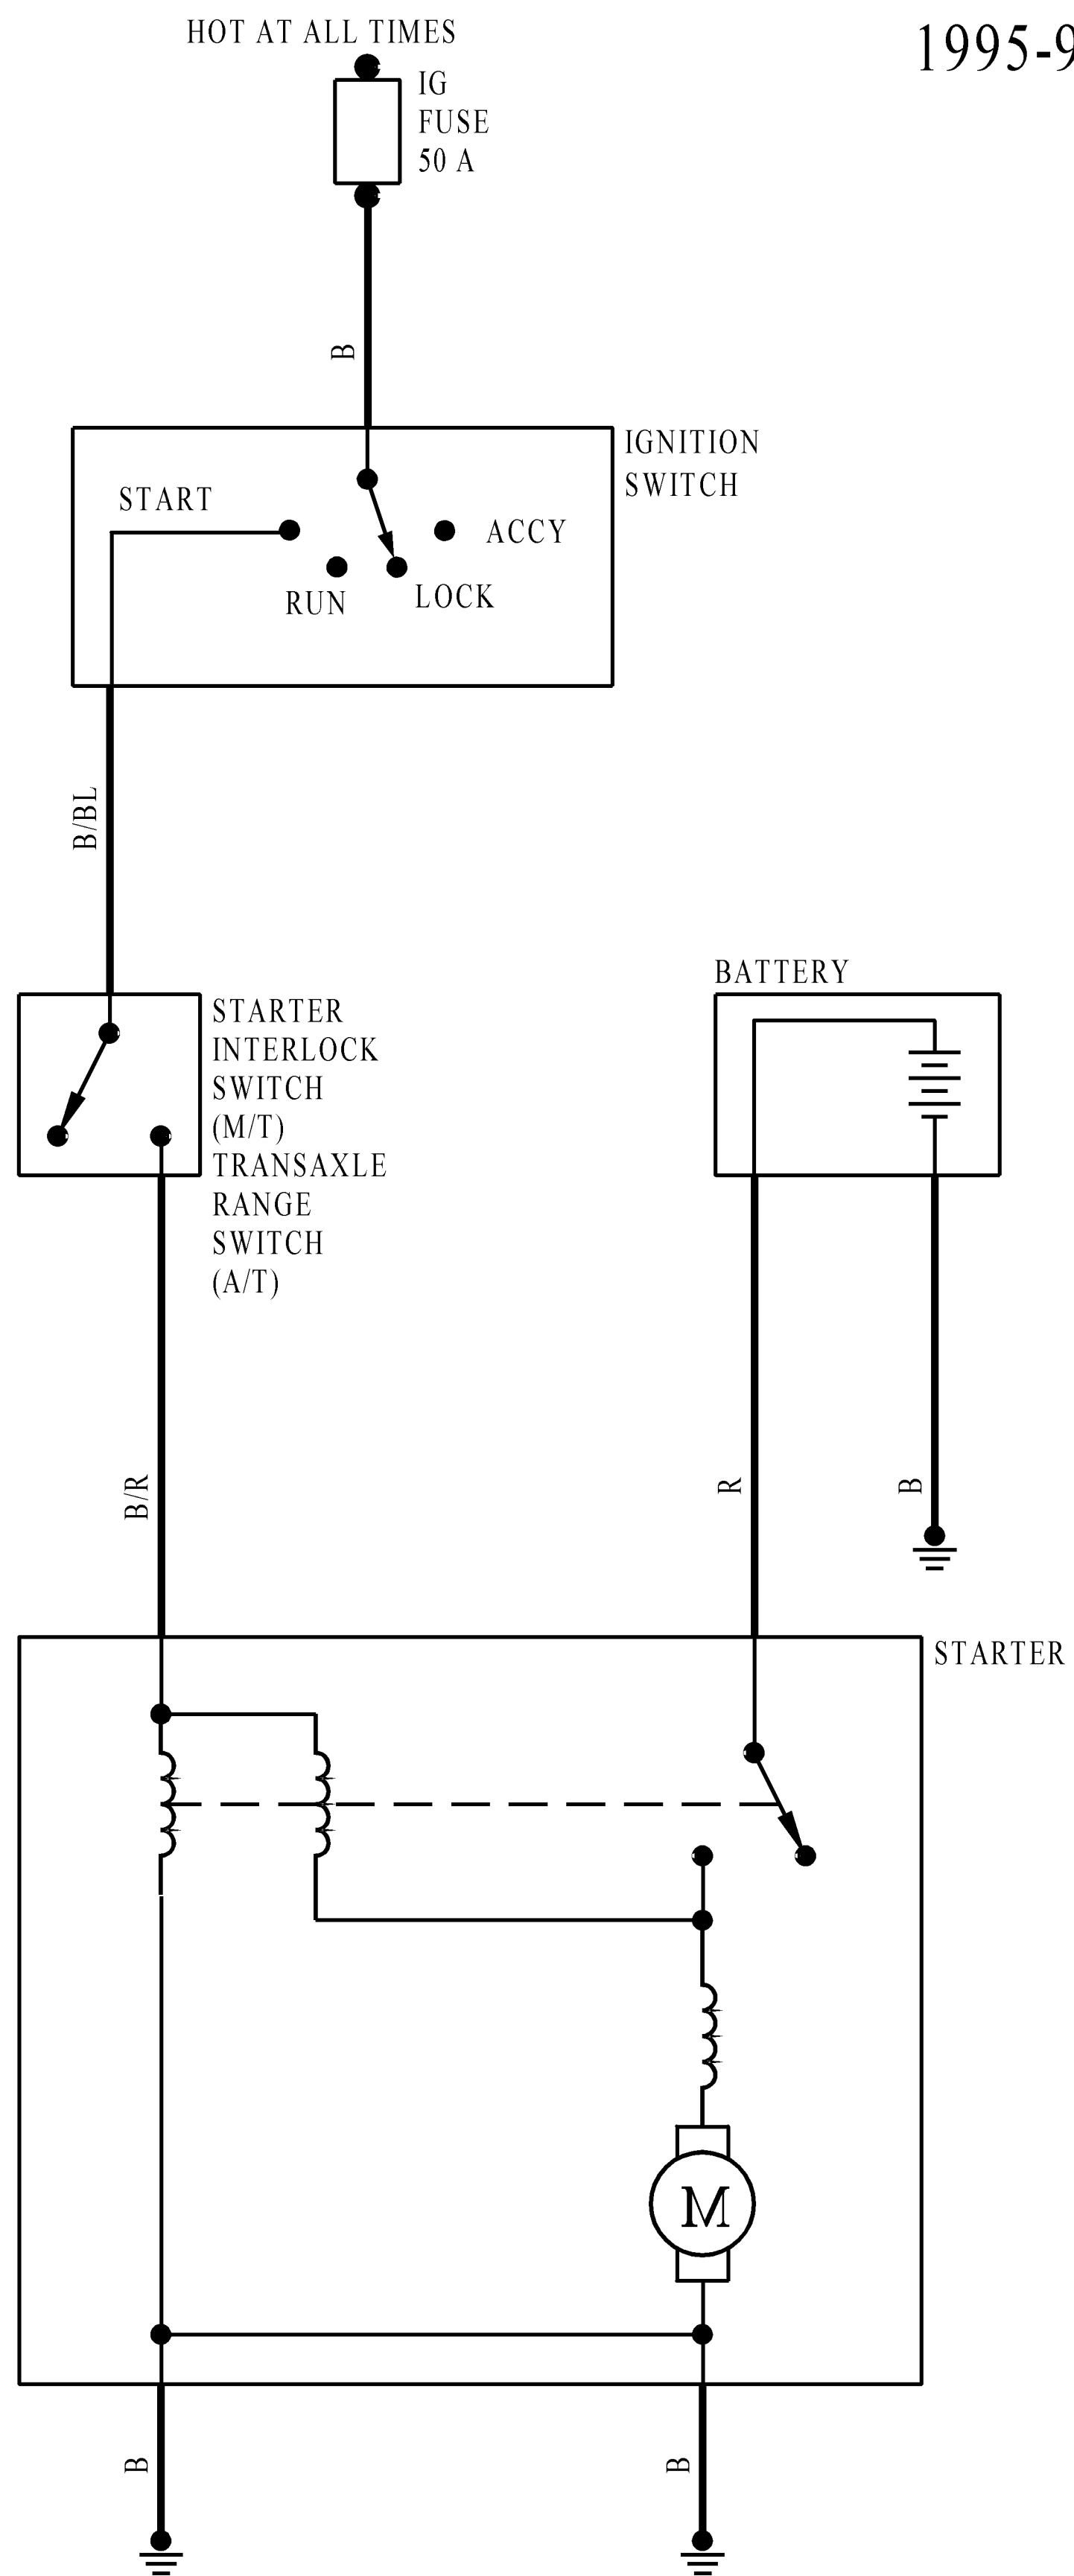 HOT AT ALL TIMES
1995-9
IG
FUSE
50 A
B
IGNITION
SWITCH
START
ACCY
RUN
LOCK
B/BL
BATTERY
STARTER
INTERLOCK
SWITCH
(M/T)
TRANSAXLE
RANGE
SWITCH
(A/T)
B/R
R
B
STARTER
M
B
B